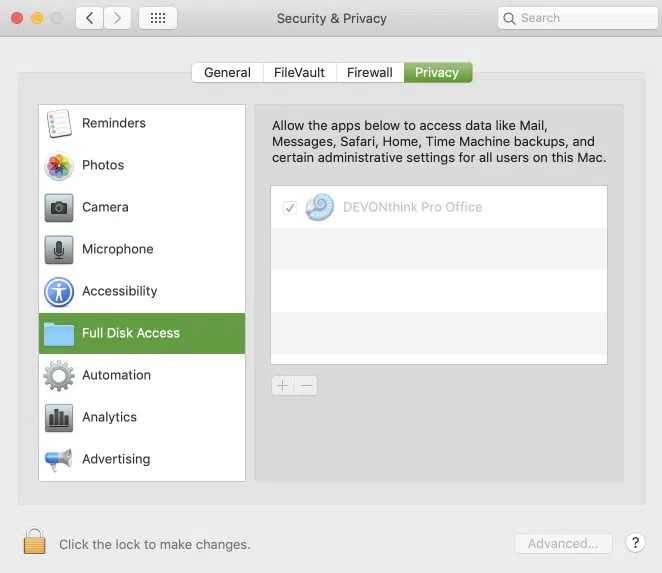 Security & Privacy
Search
General
FileVault
Firewall
Privacy
Reminders
Photos
Camera
Microphone
Accessibility
Full Disk Access
Automation
Analytics
Advertising
Allow the apps below to access data like Mail,
Messages, Safari, Home, Time Machine backups, and
certain administrative settings for all users on this Mac.
DEVONthink Pro Office
Click the lock to make changes.
Advanced...
?